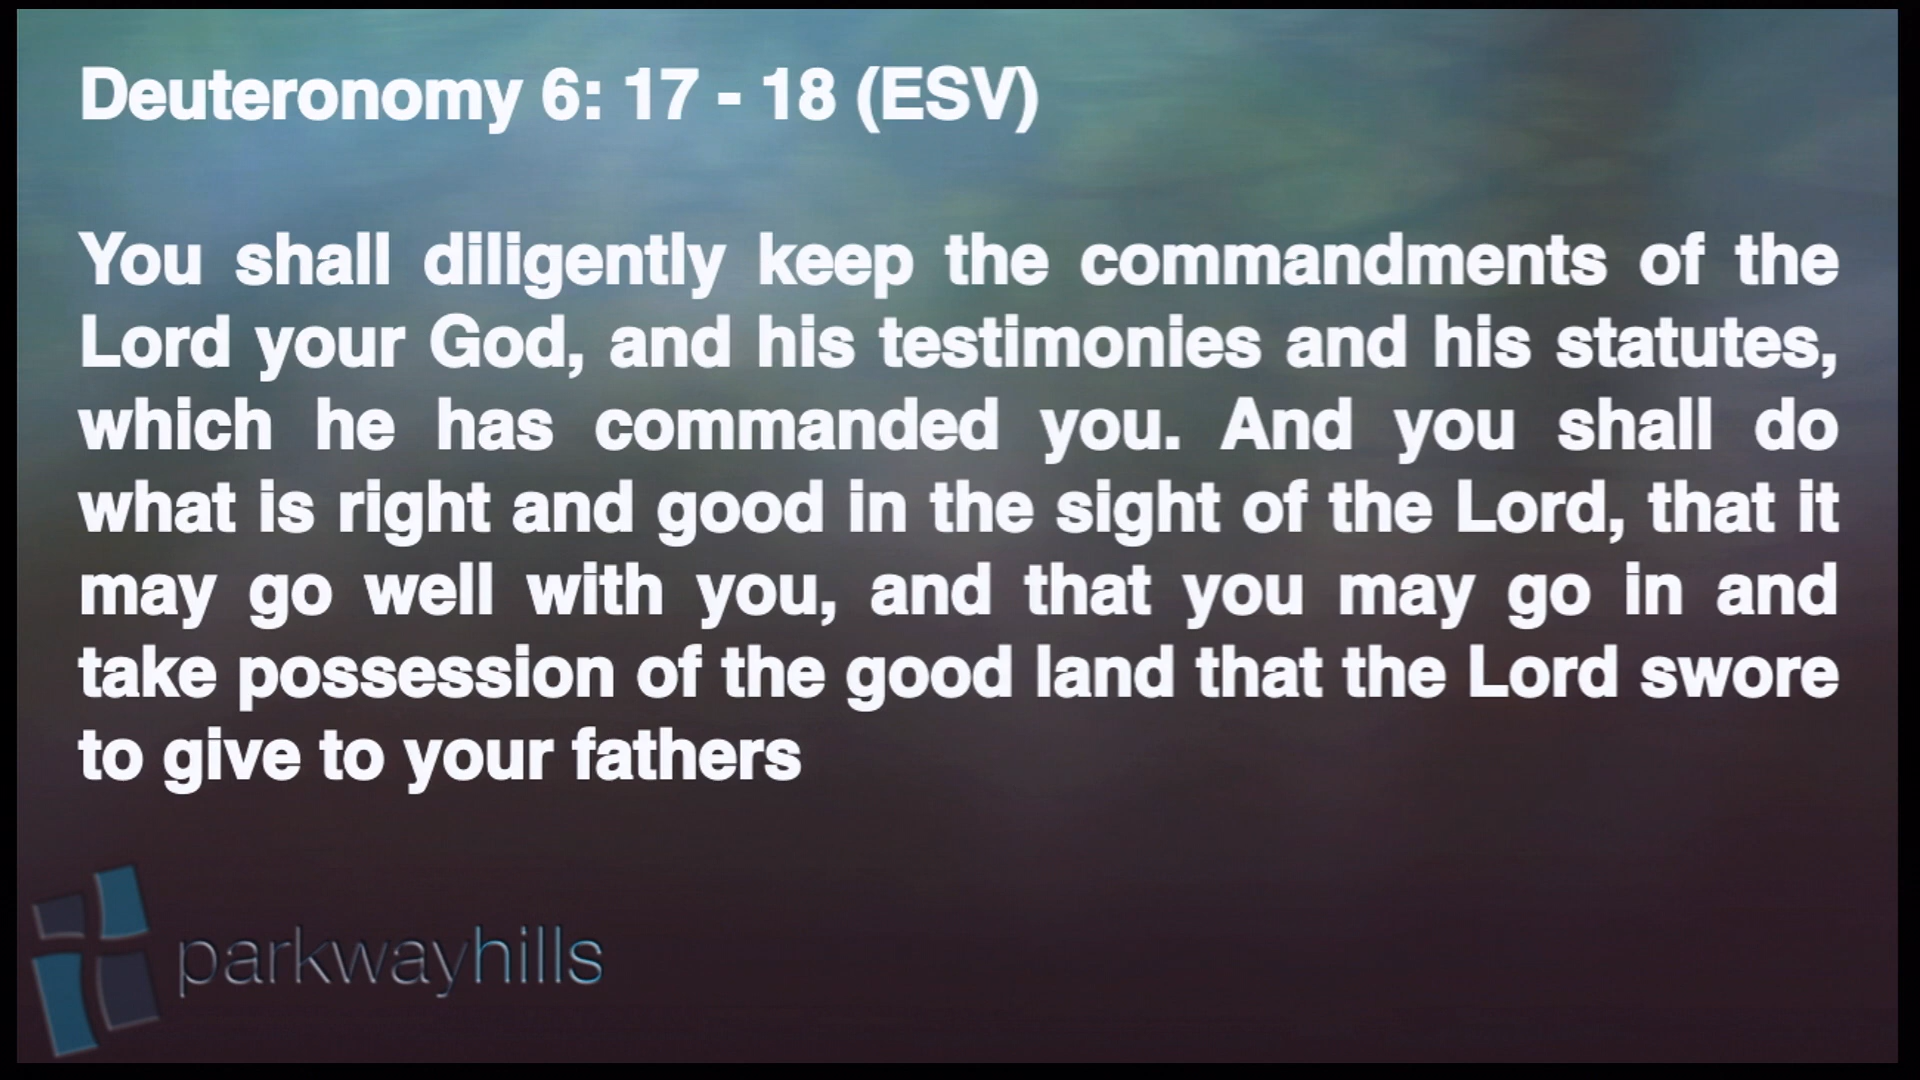 Deuteronomy 6: 17 - 18 (ESV)
You shall diligently keep the commandments of the
Lord your God, and his testimonies and his statutes,
which he has commanded you. And you shall do
what is right and good in the sight of the Lord, that it
may go well with you, and that you may go in and
take possession of the good land that the Lord swore
to give to your fathers
parkwayhills